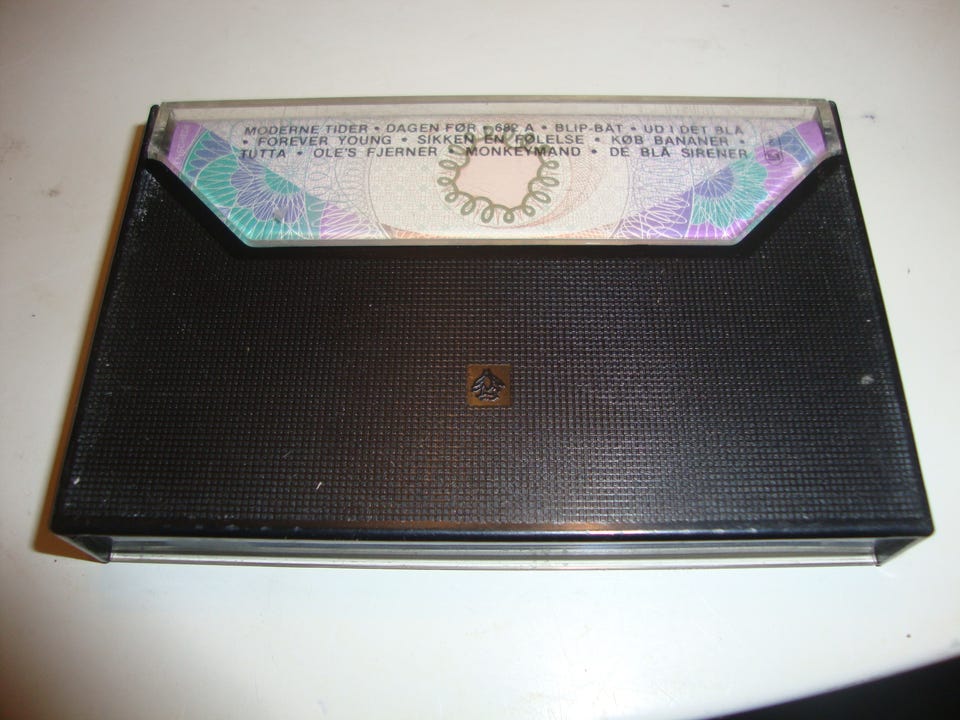 MODERNE TIDER • DAGEN FØR • 682 A • BLIP-BÅT • UD I DET BLÅ
• FOREVER YOUNG • SIKKEN EN FØLELSE • KØB BANANER •
TUTTA • OLE'S FJERNER • MONKEYMAND • DE BLÅ SIRENER